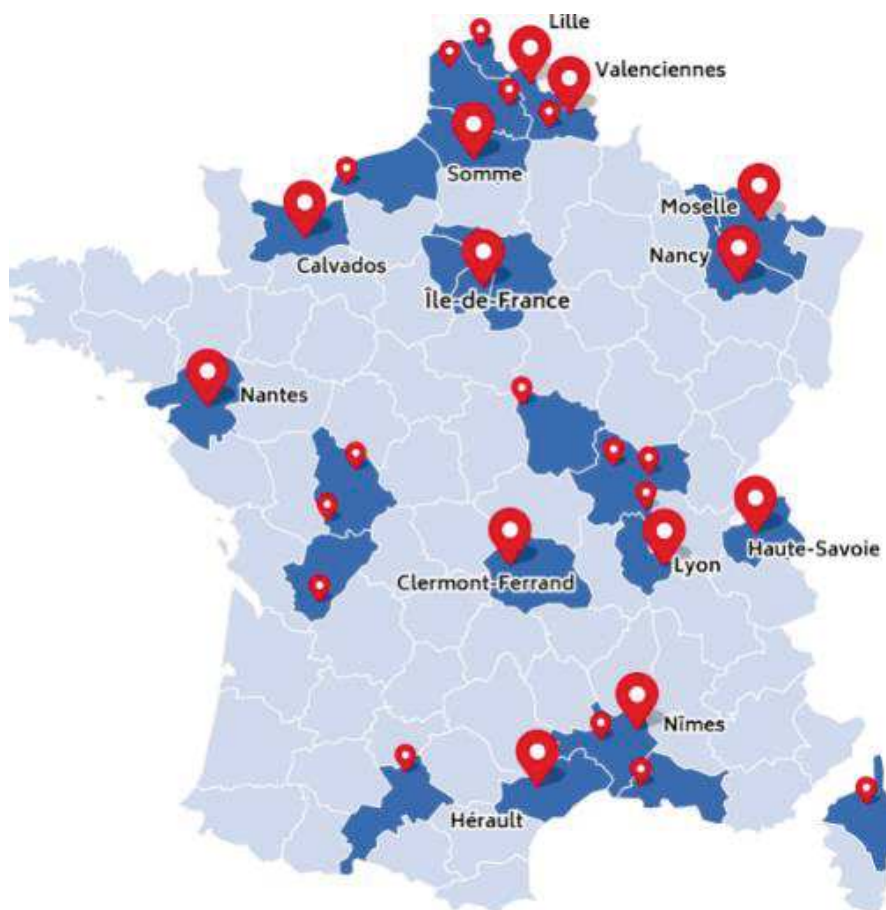 Lille
Valenciennes
Somme
Moselle
Calvados
Nancy
Île-de-France
Nantes
Haute-Savoie
Lyon
Clermont-Ferrand
Nîmes
Hérault